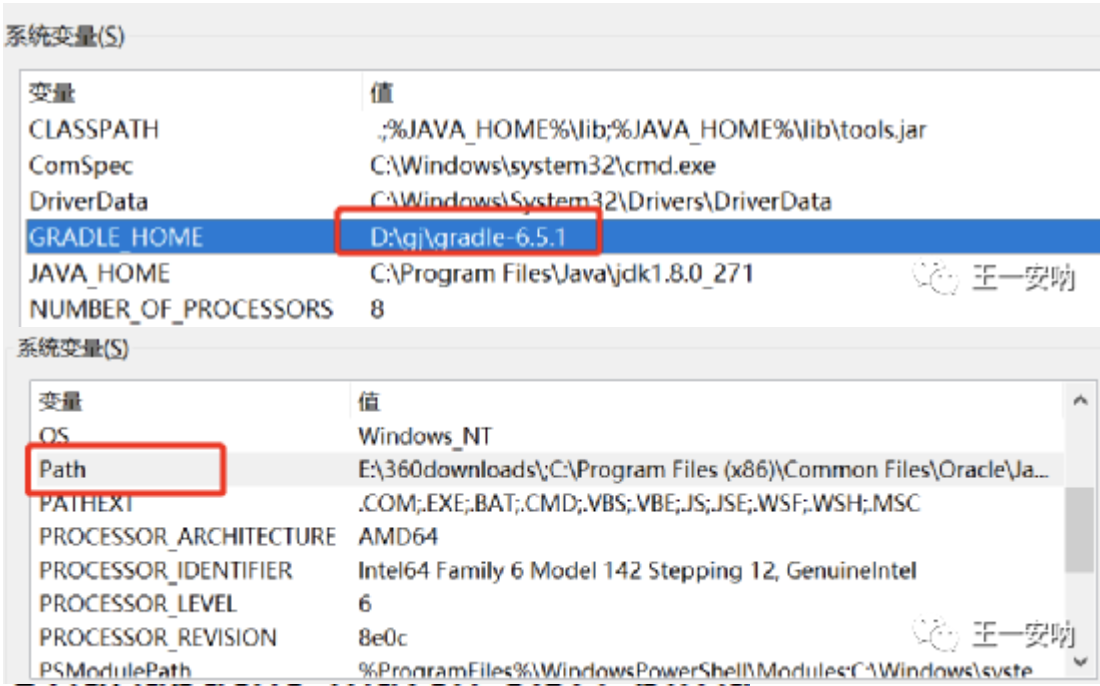 系统变量(S)
变量 值
CLASSPATH .;%JAVA_HOME%\lib;%JAVA_HOME%\lib\tools.jar
ComSpec C:\Windows\system32\cmd.exe
DriverData C:\Windows\System32\Drivers\DriverData
GRADLE_HOME D:\gj\gradle-6.5.1
JAVA_HOME C:\Program Files\Java\jdk1.8.0_271
王一安呐
NUMBER_OF_PROCESSORS 8
系统变量(S)
变量 值
OS Windows_NT
Path E:\360downloads\;C:\Program Files (x86)\Common Files\Oracle\Ja...
PATHEXT .COM;.EXE;.BAT;.CMD;.VBS;.VBE;.JS;.JSE;.WSF;.WSH;.MSC
PROCESSOR_ARCHITECTURE AMD64
PROCESSOR_IDENTIFIER Intel64 Family 6 Model 142 Stepping 12, GenuineIntel
PROCESSOR_LEVEL 6
PROCESSOR_REVISION 8e0c
王一安呐
PSModulePath %ProgramFiles%\WindowsPowerShell\Modules;C:\Windows\syste